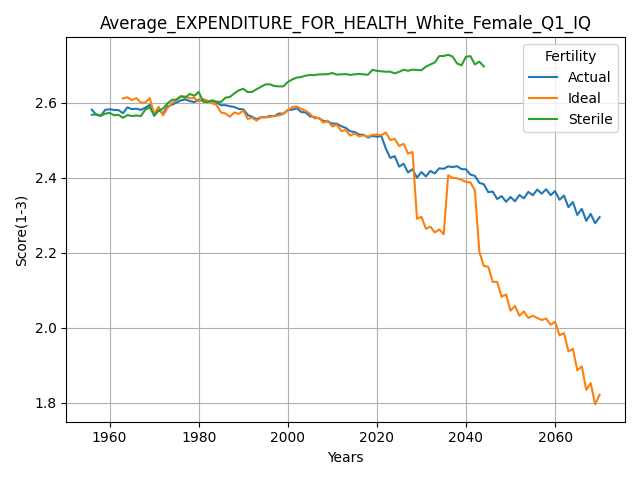 Average_EXPENDITURE_FOR_HEALTH_White_Female_Q1_IQ
Fertility
Actual
Ideal
Sterile
Score(1-3)
2.6
2.4
2.2
2.0
1.8
1960
1980
2000
2020
2040
2060
Years